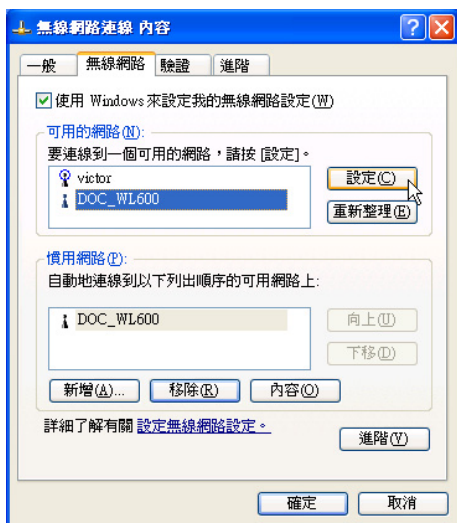 無線網路連線 內容
一般 無線網路 驗證 進階
使用 Windows 來設定我的無線網路設定(W)
可用的網路(N):
要連線到一個可用的網路，請按 [設定]。
victor
DOC_WL600
設定(C)
重新整理(E)
慣用網路(P):
自動地連線到以下列出順序的可用網路上:
DOC_WL600
向上(U)
下移(D)
新增(A)... 移除(R) 內容(O)
詳細了解有關 設定無線網路設定。
進階(V)
確定 取消